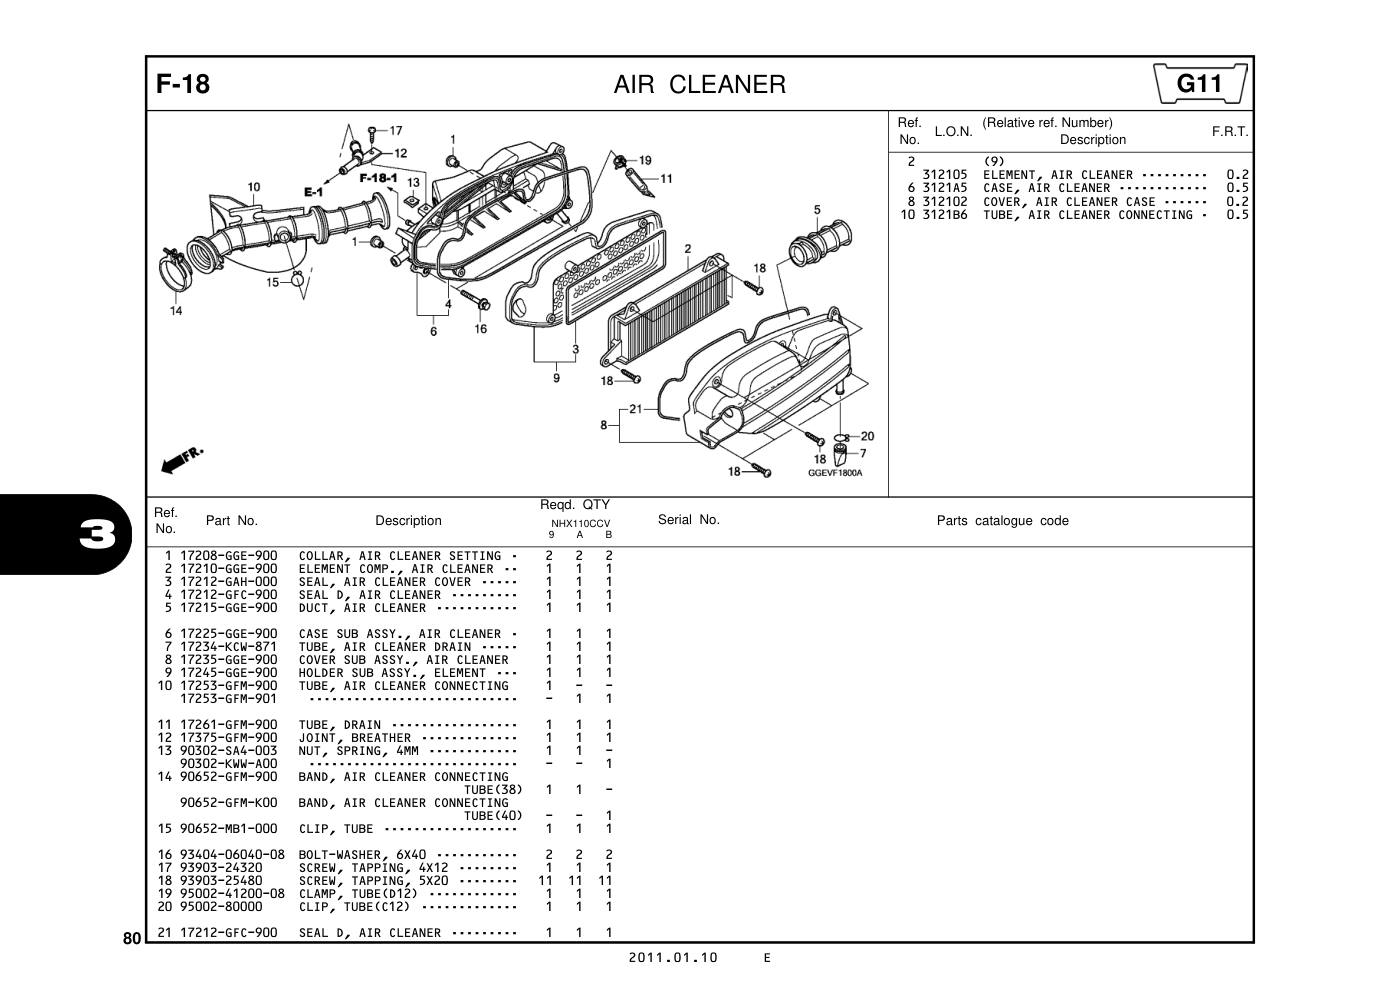 F-18 AIR CLEANER G11
17
12
1
F-18-1
E-1
13
10
19
11
5
1
15
14
4
6
16
2
18
3
9
18
21
8
20
7
18
18
GGEVF1800A
FR.
Ref. No. L.O.N. (Relative ref. Number) Description F.R.T.
2 (9)
312105 ELEMENT, AIR CLEANER --------- 0.2
6 3121A5 CASE, AIR CLEANER ------------ 0.5
8 312102 COVER, AIR CLEANER CASE ------ 0.2
10 3121B6 TUBE, AIR CLEANER CONNECTING - 0.5
3
Reqd. QTY
Ref. No. Part No. Description NHX110CCV Serial No. Parts catalogue code
9 A B
1 17208-GGE-900 COLLAR, AIR CLEANER SETTING - 2 2 2
2 17210-GGE-900 ELEMENT COMP., AIR CLEANER -- 1 1 1
3 17212-GAH-000 SEAL, AIR CLEANER COVER ----- 1 1 1
4 17212-GFC-900 SEAL D, AIR CLEANER --------- 1 1 1
5 17215-GGE-900 DUCT, AIR CLEANER ----------- 1 1 1
6 17225-GGE-900 CASE SUB ASSY., AIR CLEANER - 1 1 1
7 17234-KCW-871 TUBE, AIR CLEANER DRAIN ----- 1 1 1
8 17235-GGE-900 COVER SUB ASSY., AIR CLEANER 1 1 1
9 17245-GGE-900 HOLDER SUB ASSY., ELEMENT --- 1 1 1
10 17253-GFM-900 TUBE, AIR CLEANER CONNECTING 1 - -
17253-GFM-901 ---------------------------- - 1 1
11 17261-GFM-900 TUBE, DRAIN ----------------- 1 1 1
12 17375-GFM-900 JOINT, BREATHER ------------- 1 1 1
13 90302-SA4-003 NUT, SPRING, 4MM ------------ 1 1 -
90302-KWW-A00 ---------------------------- - - 1
14 90652-GFM-900 BAND, AIR CLEANER CONNECTING
TUBE(38) 1 1 -
90652-GFM-K00 BAND, AIR CLEANER CONNECTING
TUBE(40) - - 1
15 90652-MB1-000 CLIP, TUBE ------------------ 1 1 1
16 93404-06040-08 BOLT-WASHER, 6X40 ----------- 2 2 2
17 93903-24320 SCREW, TAPPING, 4X12 -------- 1 1 1
18 93903-25480 SCREW, TAPPING, 5X20 -------- 11 11 11
19 95002-41200-08 CLAMP, TUBE(D12) ------------ 1 1 1
20 95002-80000 CLIP, TUBE(C12) ------------- 1 1 1
21 17212-GFC-900 SEAL D, AIR CLEANER --------- 1 1 1
80
2011.01.10 E